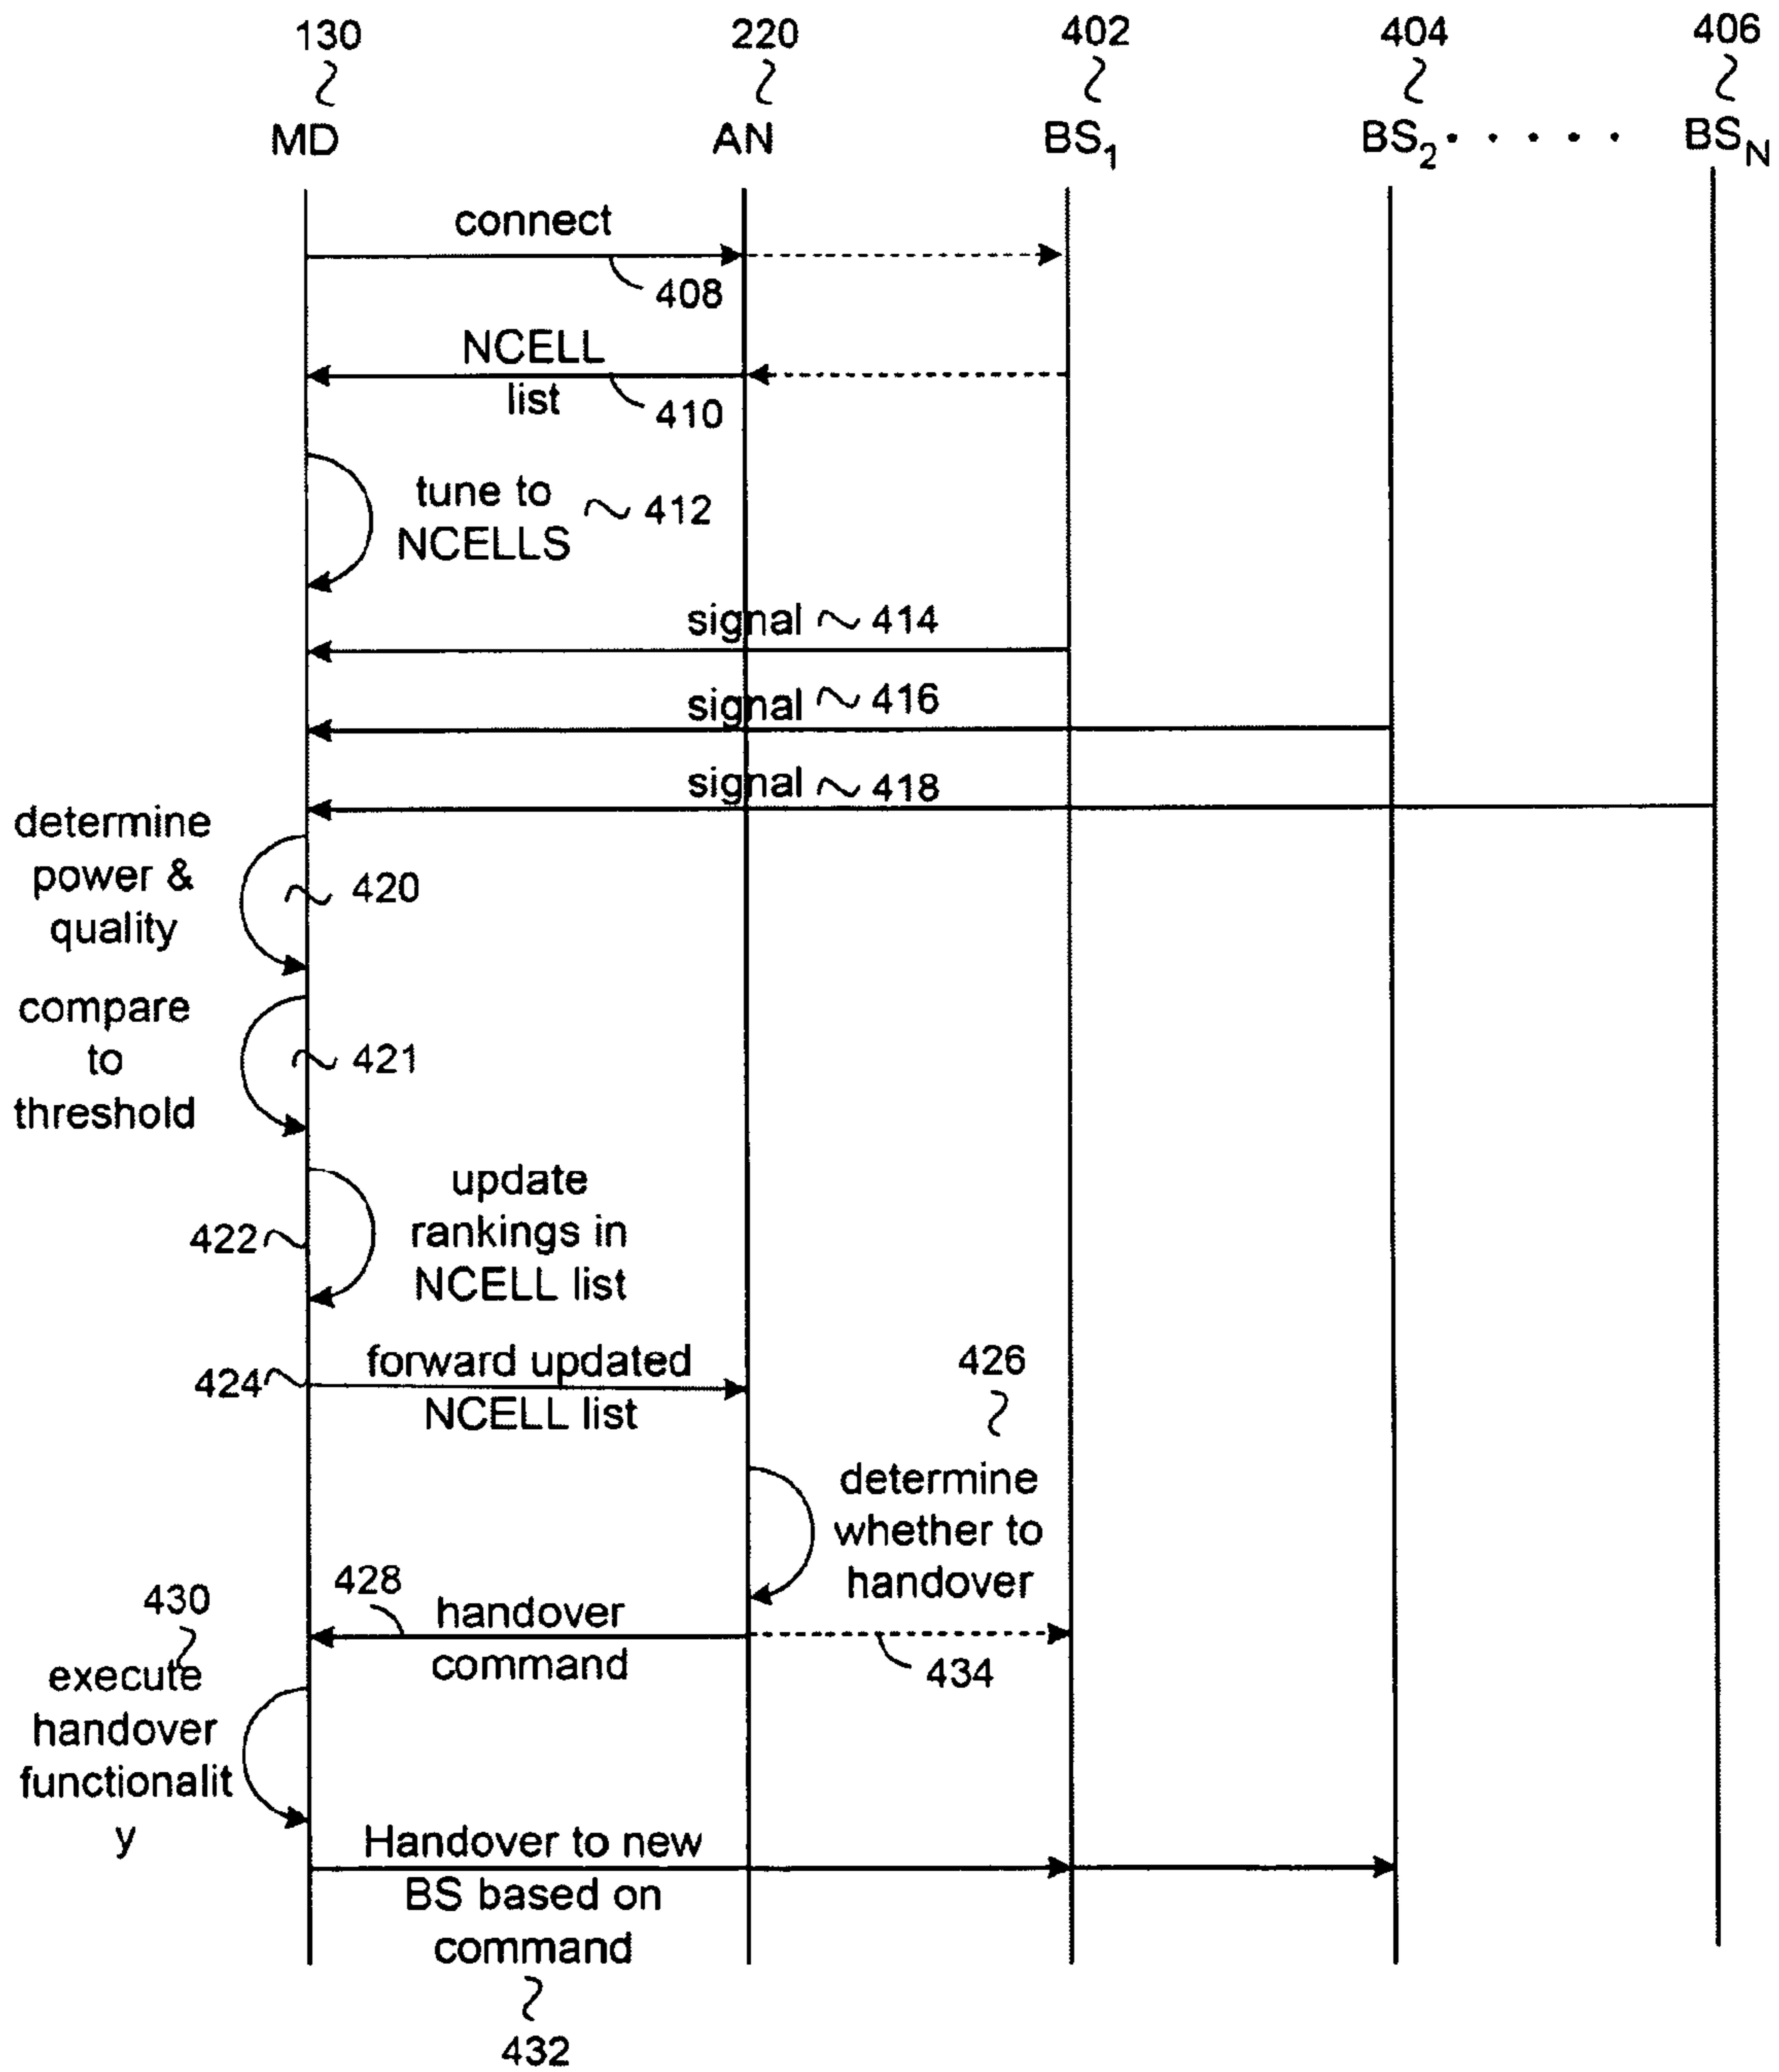 130 220 402 404 406
MD AN BS1 BS2 . . . . . BSN
connect
408
NCELL
list
410
tune to
NCELLS
412
signal 414
signal 416
signal 418
determine
power &
quality
420
compare
to
threshold
421
update
rankings in
NCELL list
422
424
forward updated
NCELL list
426
determine
whether to
handover
428
handover
command
434
430
execute
handover
functionalit
y
Handover to new
BS based on
command
432